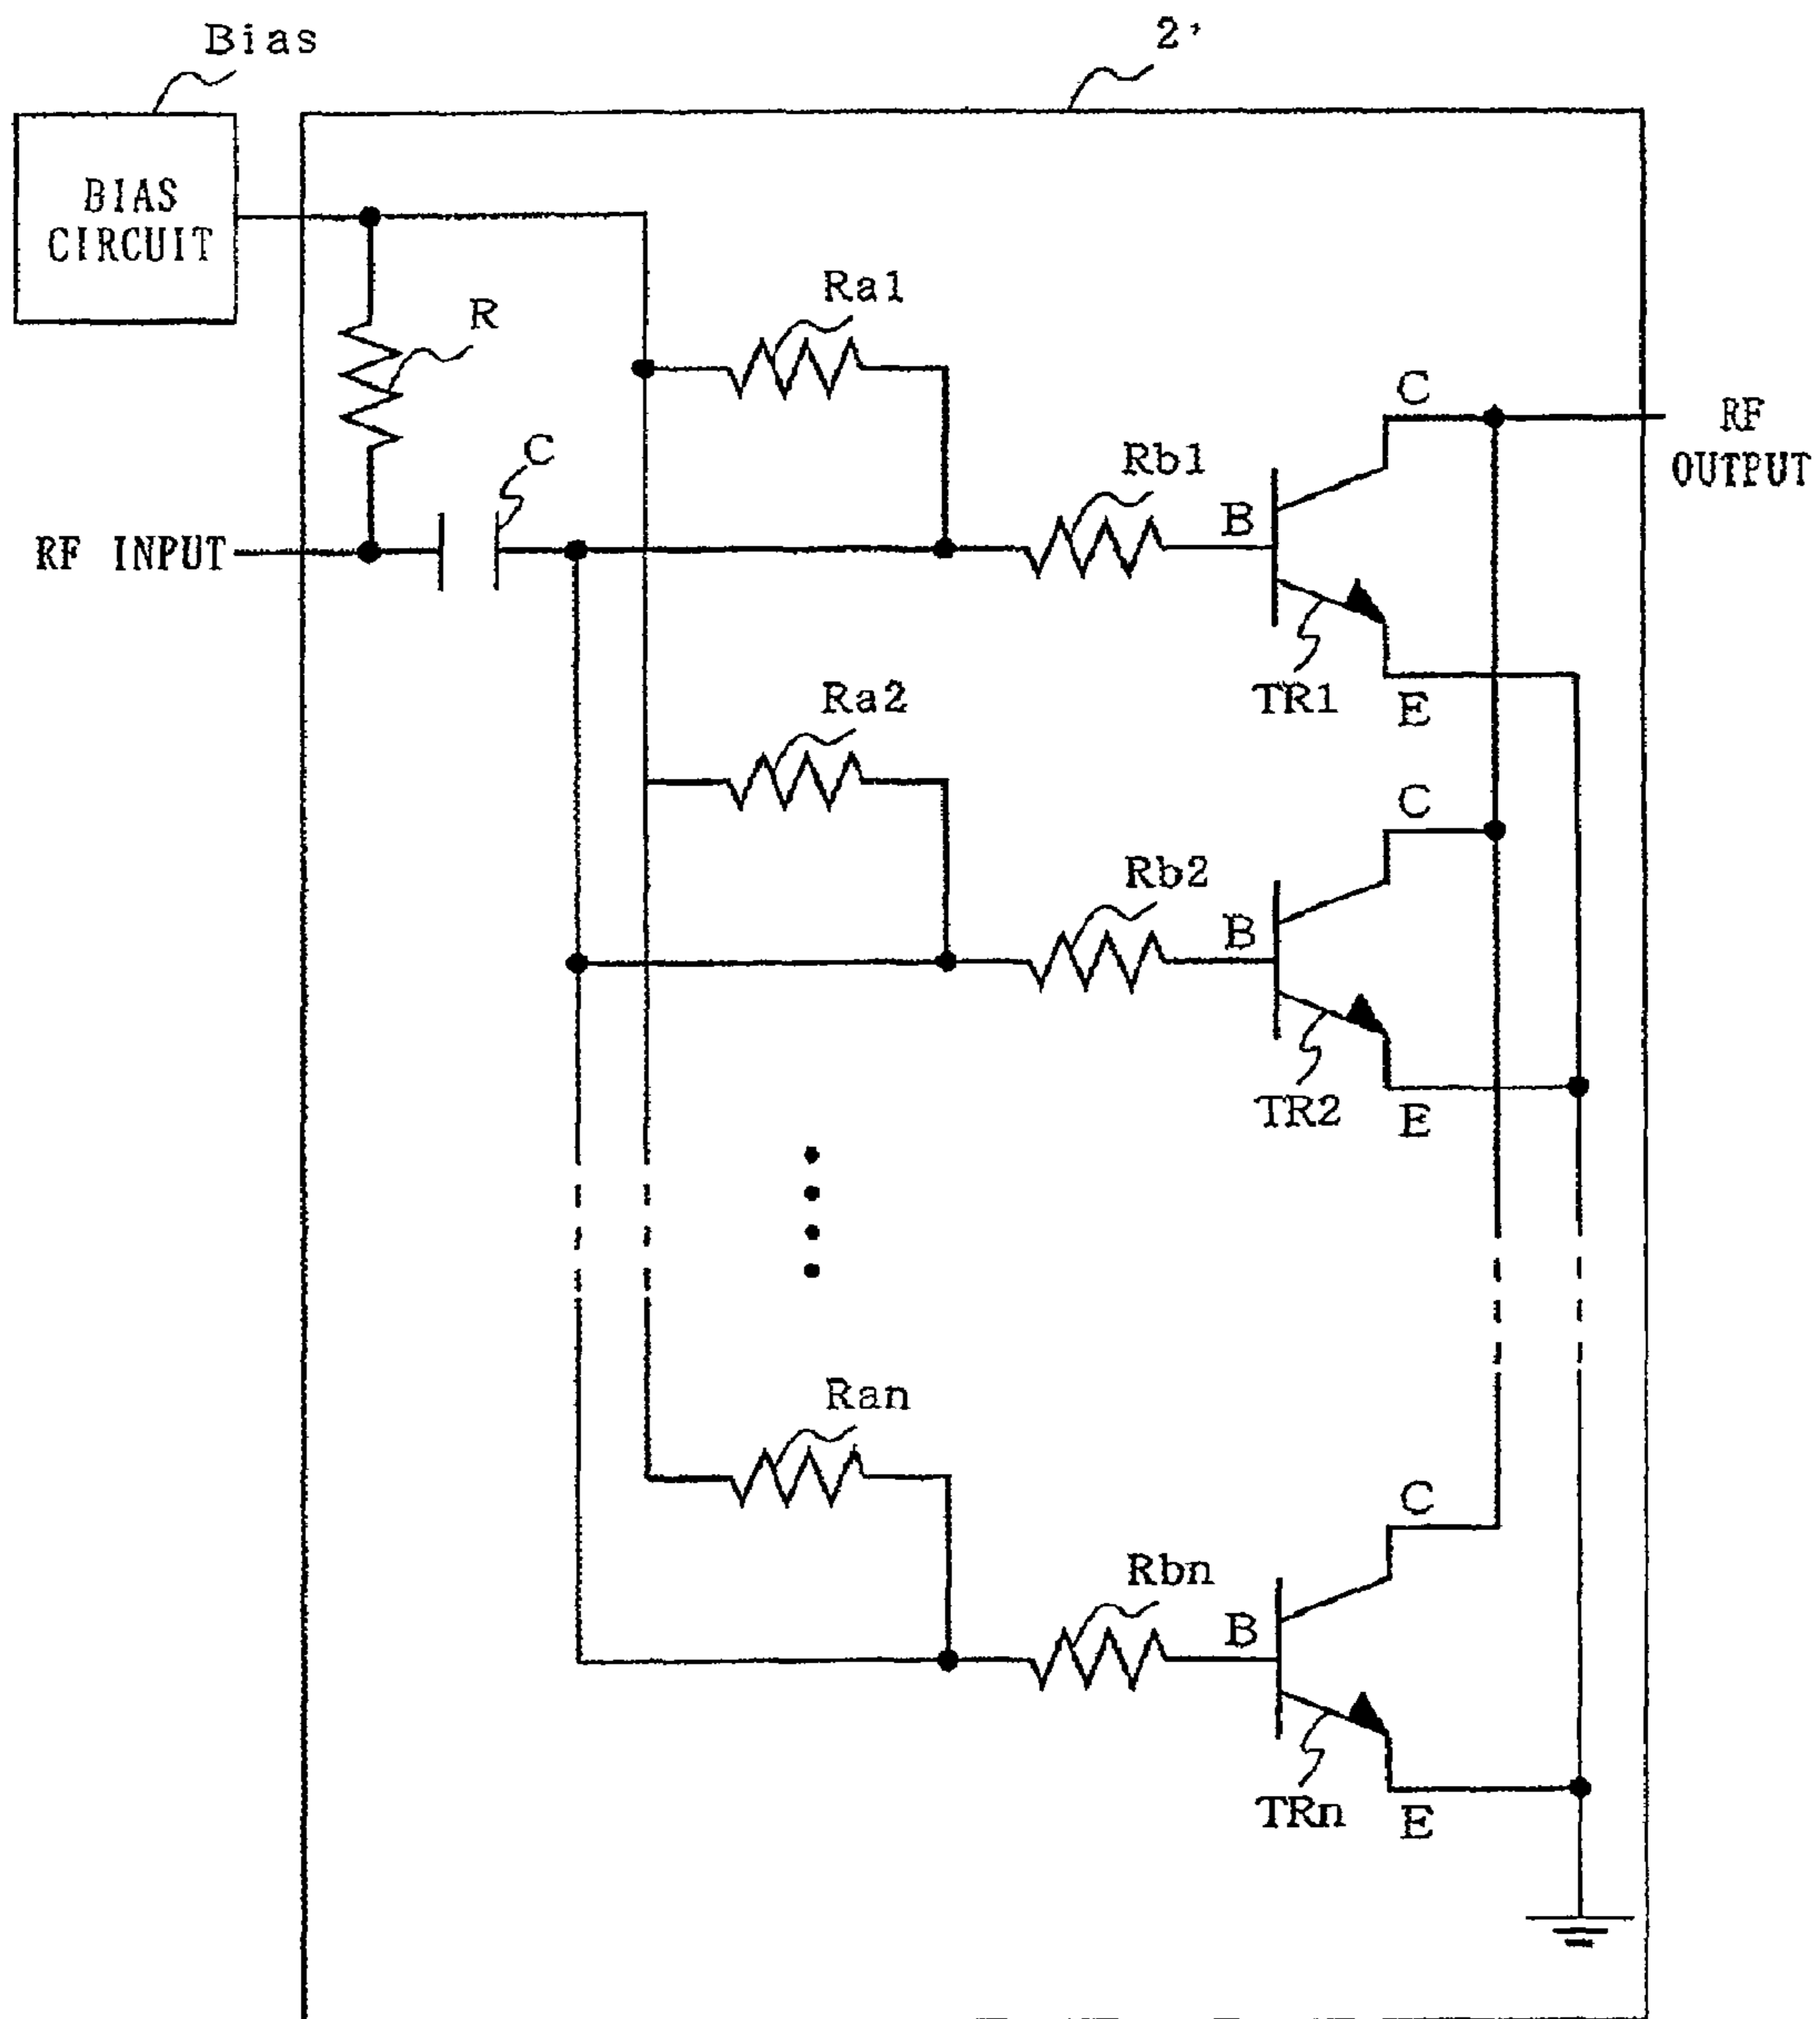 Bias
2'
BIAS
CIRCUIT
Ra1
R
C
C
RF
OUTPUT
Rb1
B
RF INPUT
TR1
E
Ra2
C
Rb2
B
TR2
E
Ran
C
Rbn
B
TRn
E